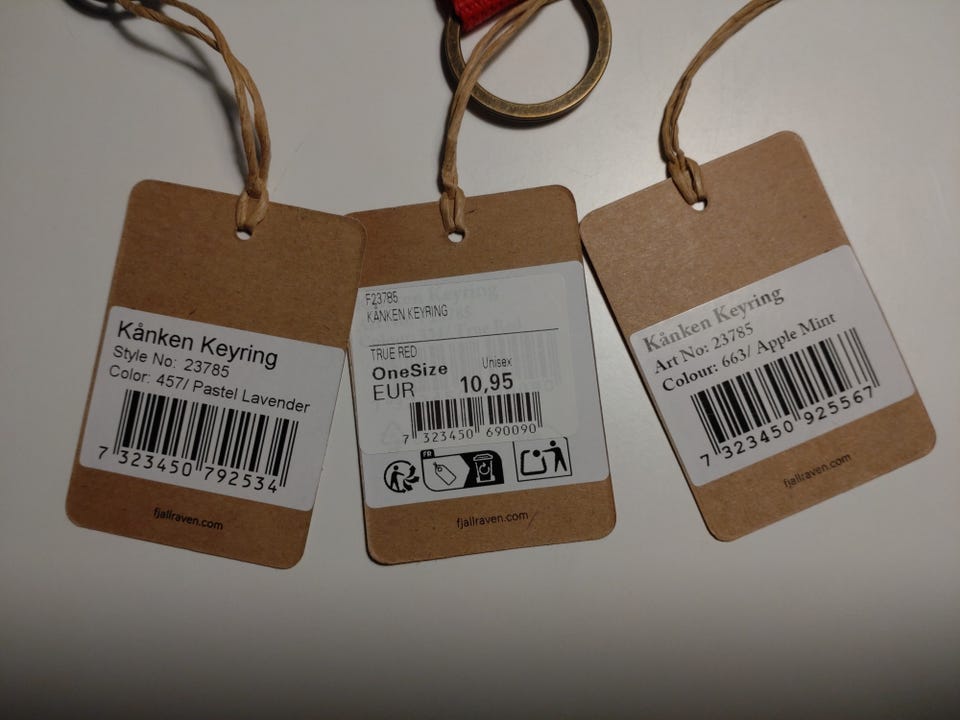 Kånken Keyring
Style No: 23785
Color: 457/ Pastel Lavender
7 323450 792534
fjallraven.com
F23785
KÅNKEN KEYRING
TRUE RED
OneSize Unisex
EUR 10,95
7 323450 690090
FR
fjallraven.com
Kånken Keyring
Art No: 23785
Colour: 663/ Apple Mint
7 323450 925567
fjallraven.com